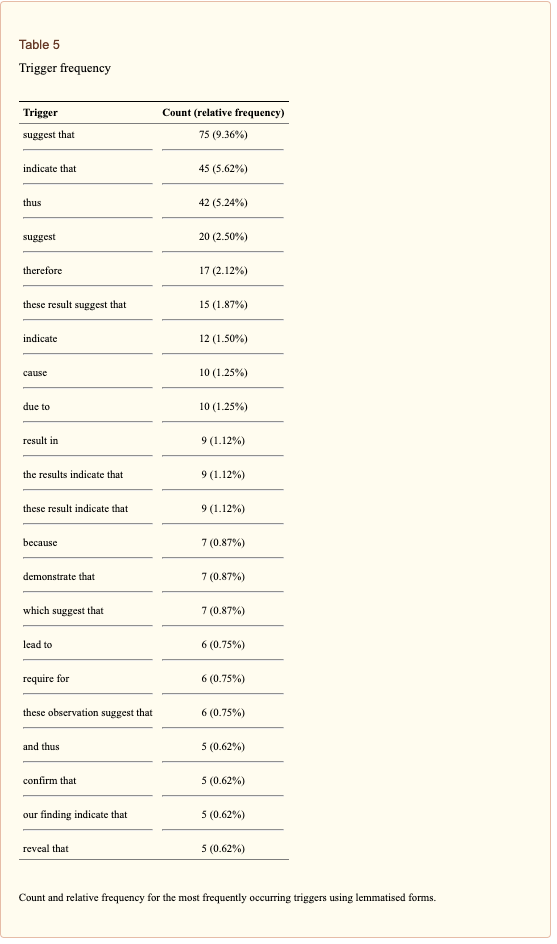 Table 5
Trigger frequency
Trigger Count (relative frequency)
suggest that 75 (9.36%)
indicate that 45 (5.62%)
thus 42 (5.24%)
suggest 20 (2.50%)
therefore 17 (2.12%)
these result suggest that 15 (1.87%)
indicate 12 (1.50%)
cause 10 (1.25%)
due to 10 (1.25%)
result in 9 (1.12%)
the results indicate that 9 (1.12%)
these result indicate that 9 (1.12%)
because 7 (0.87%)
demonstrate that 7 (0.87%)
which suggest that 7 (0.87%)
lead to 6 (0.75%)
require for 6 (0.75%)
these observation suggest that 6 (0.75%)
and thus 5 (0.62%)
confirm that 5 (0.62%)
our finding indicate that 5 (0.62%)
reveal that 5 (0.62%)
Count and relative frequency for the most frequently occurring triggers using lemmatised forms.